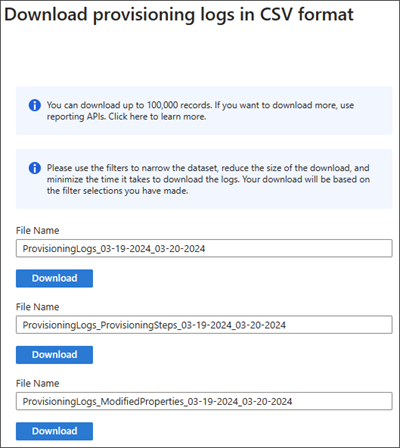 Download provisioning logs in CSV format
You can download up to 100,000 records. If you want to download more, use
reporting APIs. Click here to learn more.
Please use the filters to narrow the dataset, reduce the size of the download, and
minimize the time it takes to download the logs. Your download will be based on
the filter selections you have made.
File Name
ProvisioningLogs_03-19-2024_03-20-2024
Download
File Name
ProvisioningLogs_ProvisioningSteps_03-19-2024_03-20-2024
Download
File Name
ProvisioningLogs_ModifiedProperties_03-19-2024_03-20-2024
Download